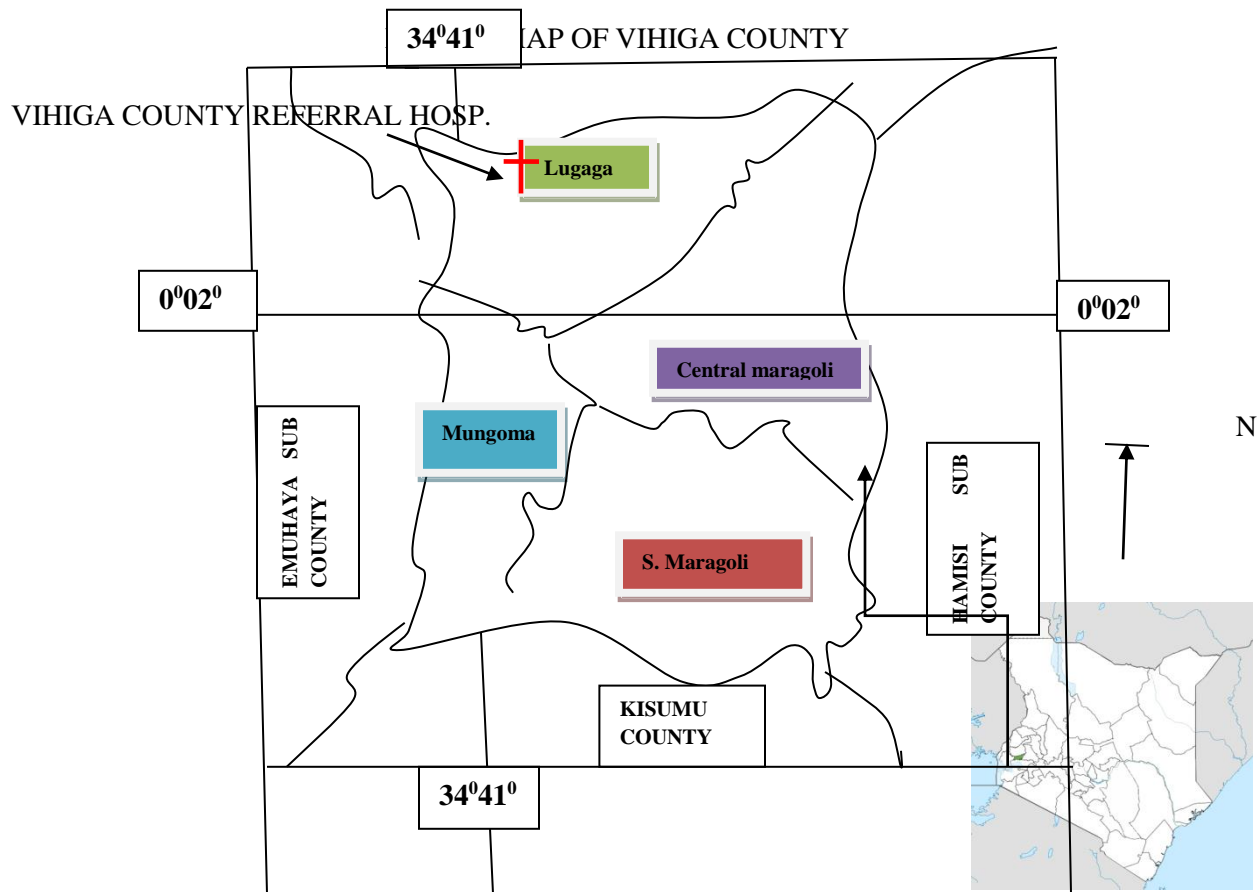 34⁰41⁰
AP OF VIHIGA COUNTY
VIHIGA COUNTY REFERRAL HOSP.
Lugaga
0⁰02⁰
0⁰02⁰
Central maragoli
Mungoma
N
EMUHAYA SUB
COUNTY
HAMISI SUB
COUNTY
S. Maragoli
KISUMU
COUNTY
34⁰41⁰